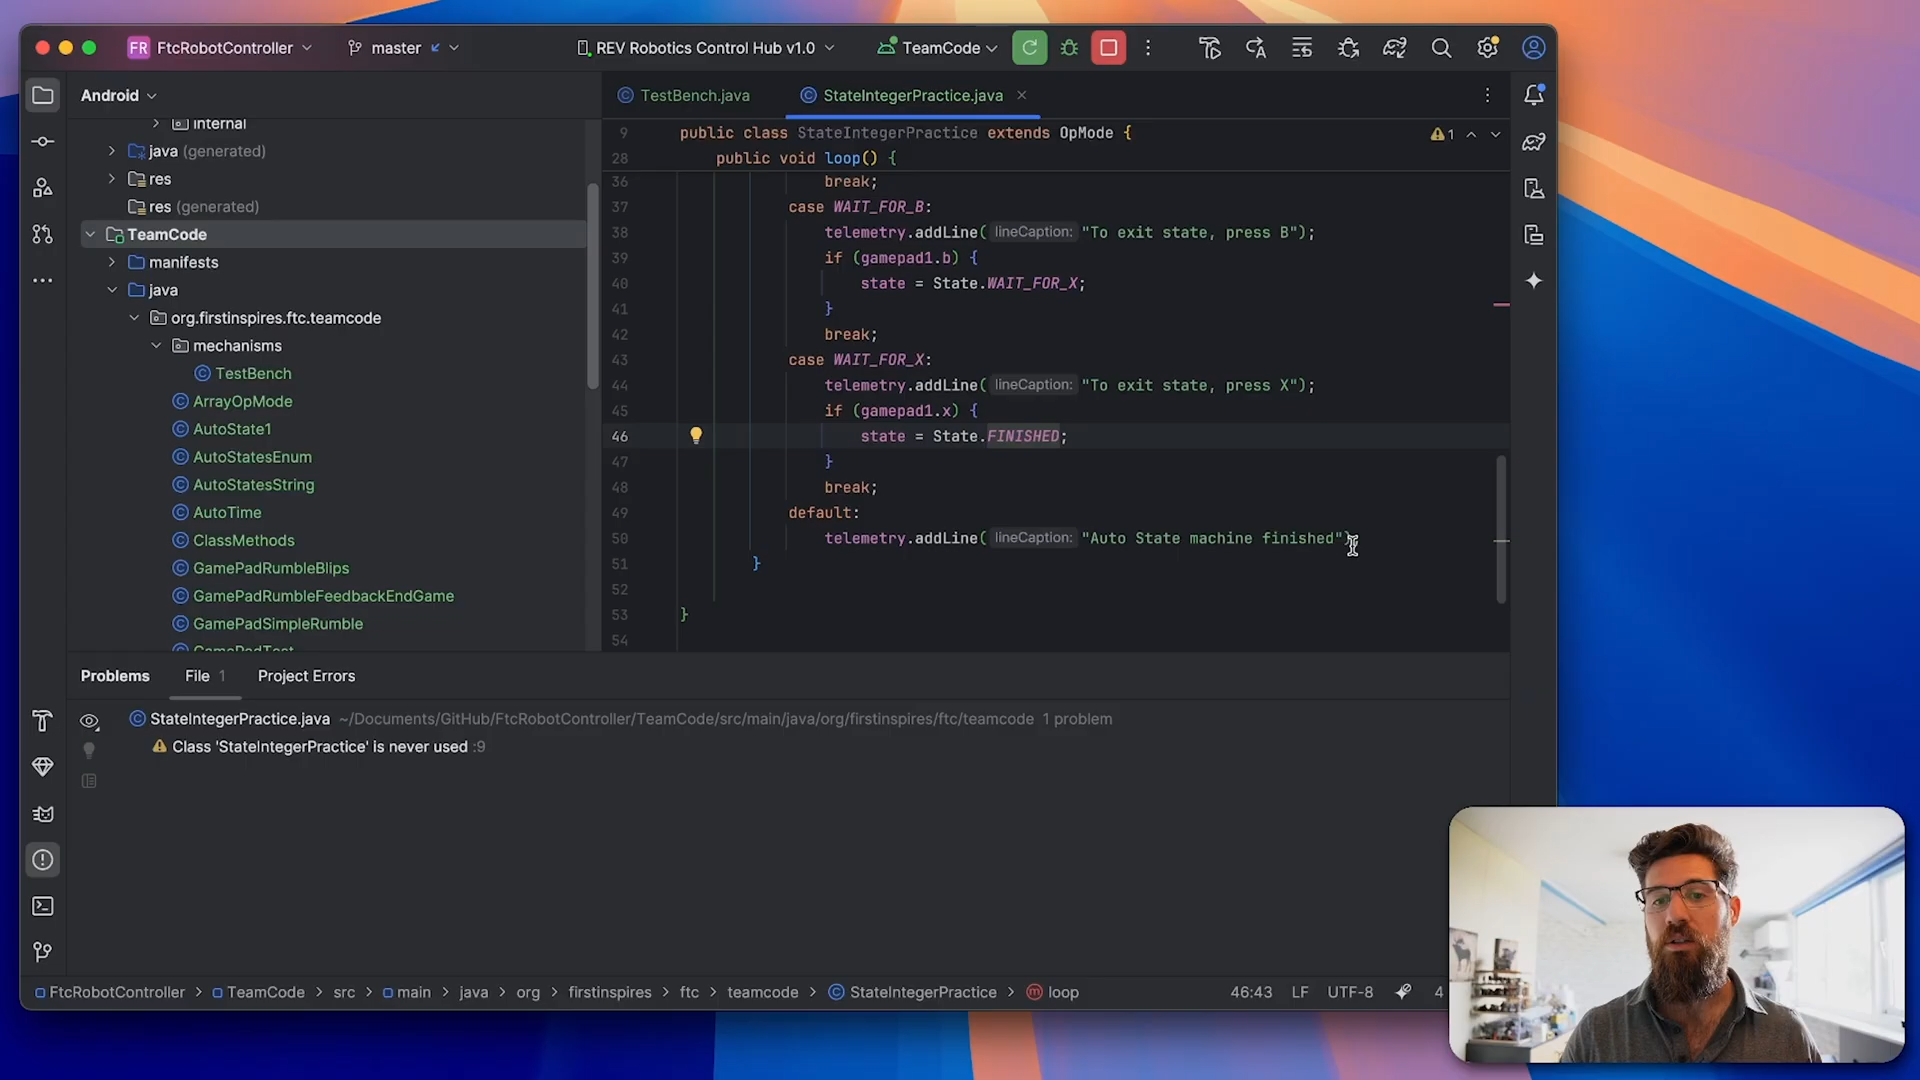 FR FtcRobotController
master
REV Robotics Control Hub v1.0
TeamCode
Android
internal
java (generated)
res
res (generated)
TeamCode
manifests
java
org.firstinspires.ftc.teamcode
mechanisms
TestBench
ArrayOpMode
AutoState1
AutoStatesEnum
AutoStatesString
AutoTime
ClassMethods
GamePadRumbleBlips
GamePadRumbleFeedbackEndGame
GamePadSimpleRumble
GamePadTest
TestBench.java
StateIntegerPractice.java
1
9 public class StateIntegerPractice extends OpMode {
28 public void loop() {
36 break;
37 case WAIT_FOR_B:
38 telemetry.addLine( lineCaption: "To exit state, press B");
39 if (gamepad1.b) {
40 state = State.WAIT_FOR_X;
41 }
42 break;
43 case WAIT_FOR_X:
44 telemetry.addLine( lineCaption: "To exit state, press X");
45 if (gamepad1.x) {
46 state = State.FINISHED;
47 }
48 break;
49 default:
50 telemetry.addLine( lineCaption: "Auto State machine finished"
51 }
52
53 }
54
Problems File 1 Project Errors
StateIntegerPractice.java ~/Documents/GitHub/FtcRobotController/TeamCode/src/main/java/org/firstinspires/ftc/teamcode 1 problem
Class 'StateIntegerPractice' is never used :9
FtcRobotController > TeamCode > src > main > java > org > firstinspires > ftc > teamcode > StateIntegerPractice > loop
46:43 LF UTF-8 4